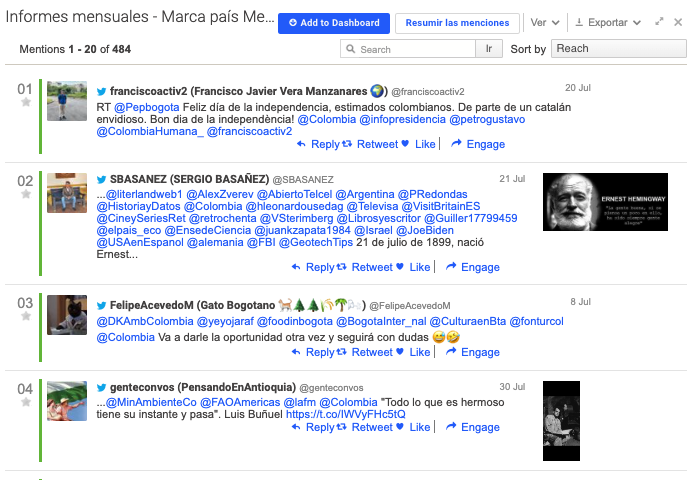 Informes mensuales - Marca país Me...
Add to Dashboard
Resumir las menciones
Ver
Exportar
Mentions 1 - 20 of 484
Search
Ir
Sort by
Reach
01
franciscoactiv2 (Francisco Javier Vera Manzanares 🌍) @franciscoactiv2
20 Jul
RT @Pepbogota Feliz día de la independencia, estimados colombianos. De parte de un catalán
envidioso. Bon dia de la independència! @Colombia @infopresidencia @petrogustavo
@ColombiaHumana_ @franciscoactiv2
Reply Retweet Like Engage
02
SBASANEZ (SERGIO BASAÑEZ) @SBASANEZ
21 Jul
...@literlandweb1 @AlexZverev @AbiertoTelcel @Argentina @PRedondas
@HistoriayDatos @Colombia @hleonardousedag @Televisa @VisitBritainES
@CineySeriesRet @retrochenta @VSterimberg @Librosyescritor @Guiller17799459
@elpais_eco @EnsedeCiencia @juankzapata1984 @Israel @JoeBiden
@USAenEspanol @alemania @FBI @GeotechTips 21 de julio de 1899, nació
Ernest...
ERNEST HEMINGWAY
Reply Retweet Like Engage
03
FelipeAcevedoM (Gato Bogotano 🐈🌲🌲🎋🌴🌬️) @FelipeAcevedoM
8 Jul
@DKAmbColombia @yeyojaraf @foodinbogota @BogotaInter_nal @CulturaenBta @fonturcol
@Colombia Va a darle la oportunidad otra vez y seguirá con dudas 😅🤣
Reply Retweet Like Engage
04
genteconvos (PensandoEnAntioquia) @genteconvos
30 Jul
...@MinAmbienteCo @FAOAmericas @lafm @Colombia "Todo lo que es hermoso
tiene su instante y pasa". Luis Buñuel https://t.co/IWVyFHc5tQ
Reply Retweet Like Engage